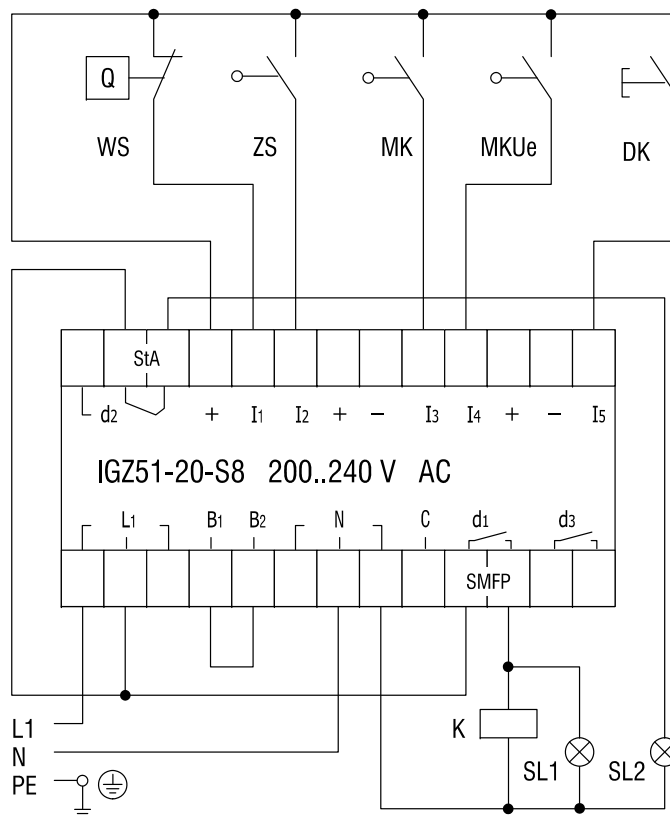 Q
WS ZS MK MKUe DK
StA
d2 + I1 I2 + – I3 I4 + – I5
IGZ51-20-S8 200..240 V AC
L1 B1 B2 N C d1 d3
SMFP
L1
N
PE
K SL1 SL2